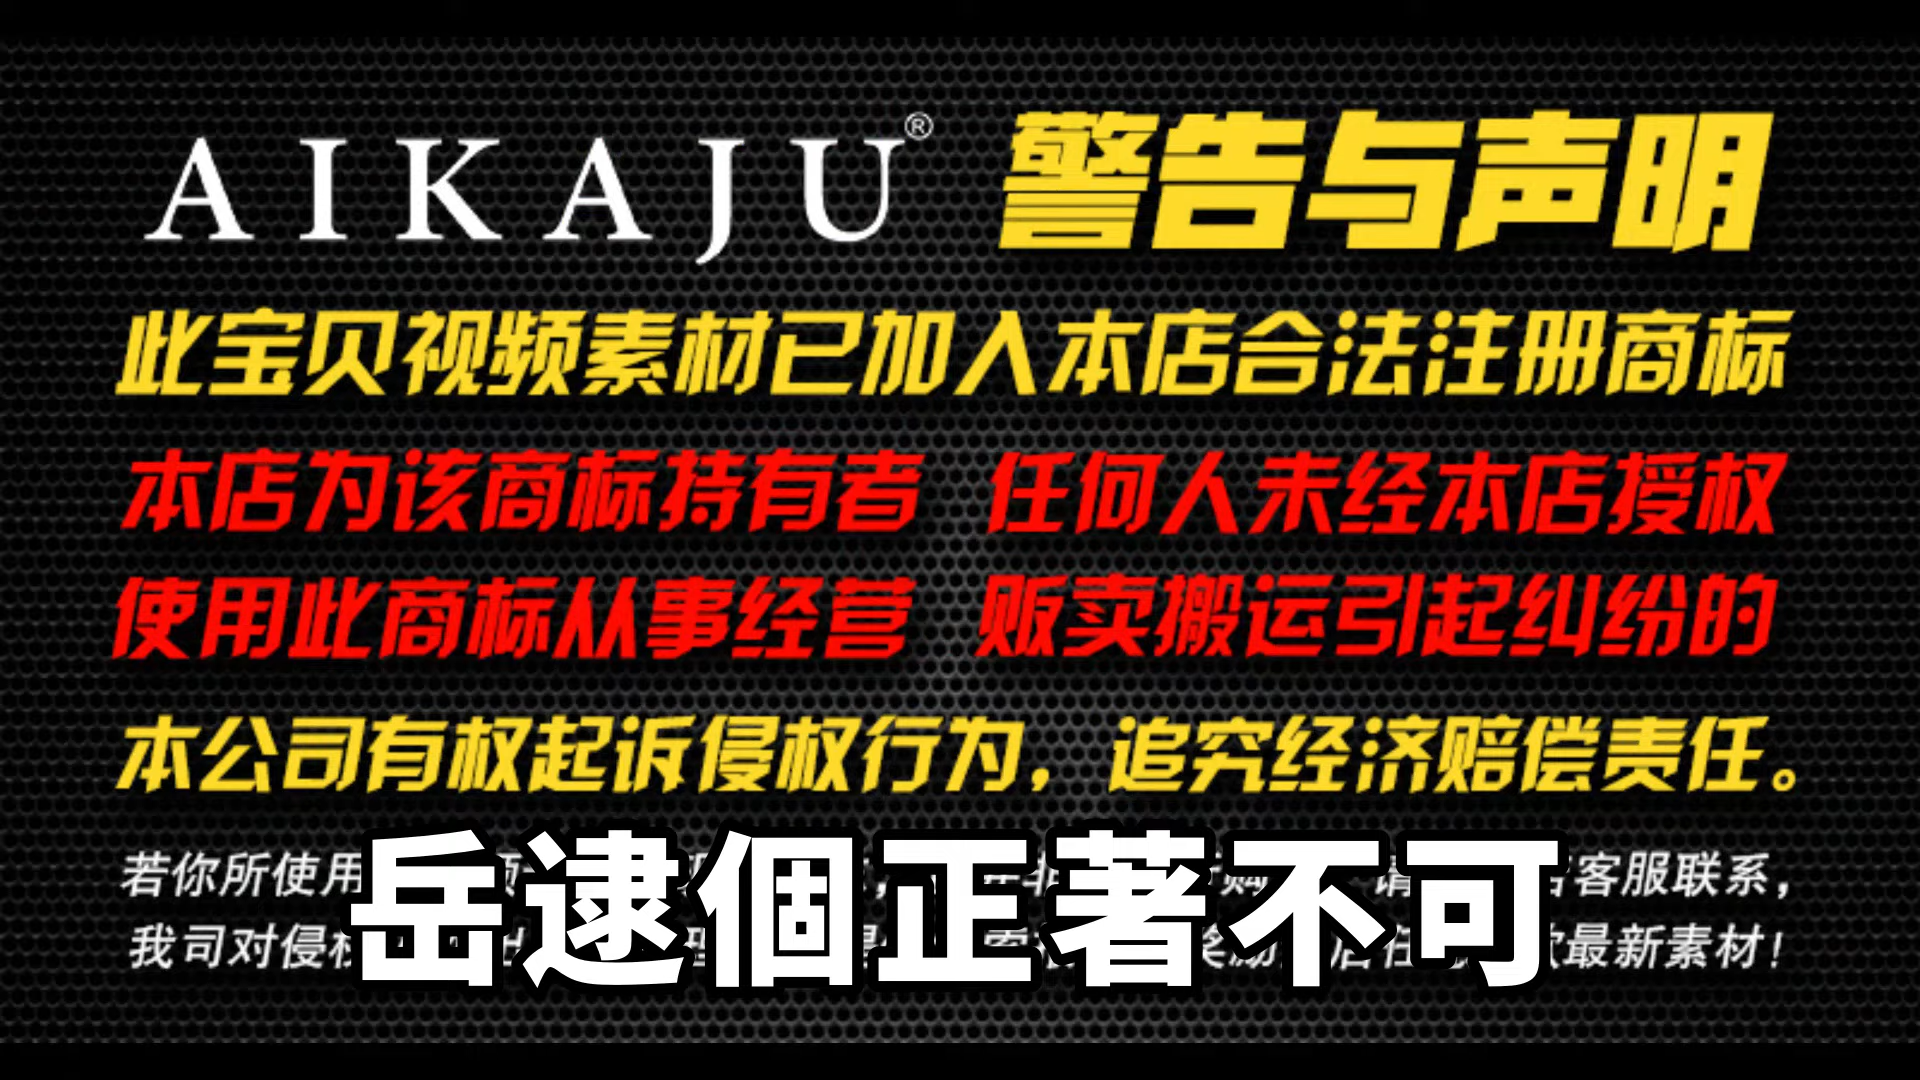 AIKAJU® 警告与声明
此宝贝视频素材已加入本店合法注册商标
本店为该商标持有者 任何人未经本店授权
使用此商标从事经营 贩卖搬运引起纠纷的
本公司有权起诉侵权行为，追究经济赔偿责任。
若你所使用 客服联系，
我司对侵 最新素材！
岳逮個正著不可